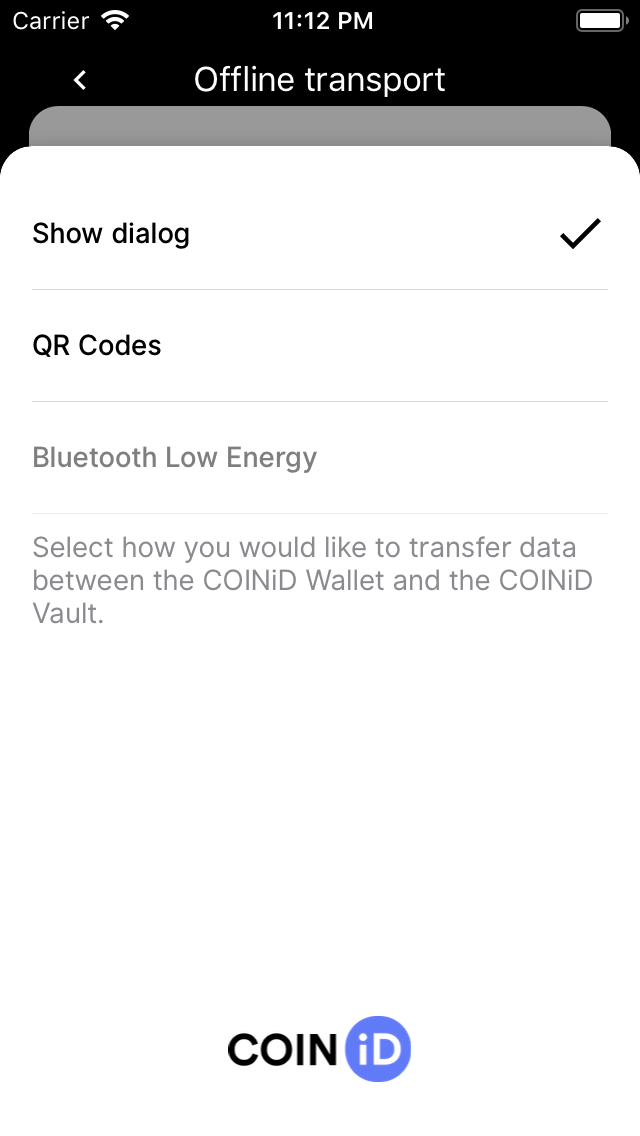 Carrier 11:12 PM
Offline transport
Show dialog
QR Codes
Bluetooth Low Energy
Select how you would like to transfer data
between the COINiD Wallet and the COINiD
Vault.
COIN iD